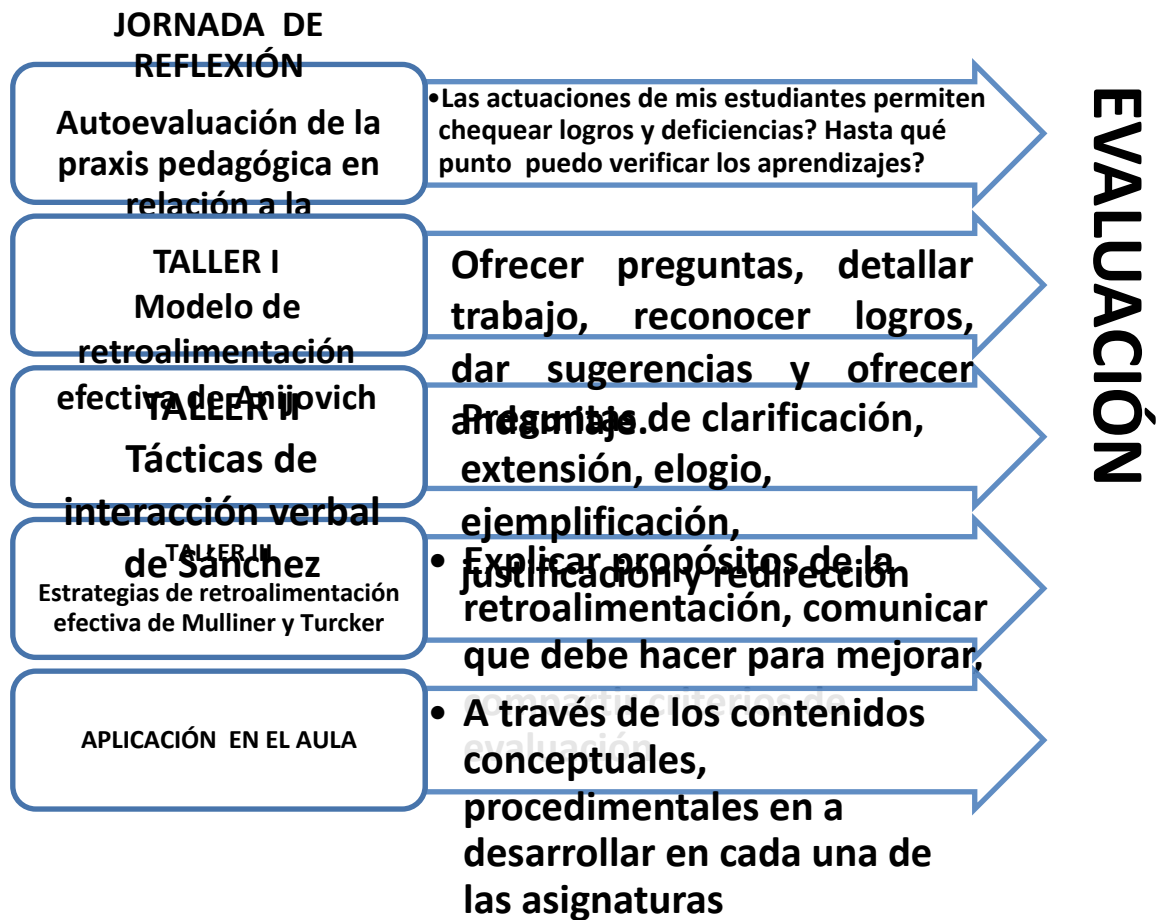 JORNADA DE
REFLEXIÓN
Autoevaluación de la
praxis pedagógica en
relación a la
•Las actuaciones de mis estudiantes permiten
chequear logros y deficiencias? Hasta qué
punto puedo verificar los aprendizajes?
TALLER I
Modelo de
retroalimentación
efectiva de Anijovich
Ofrecer preguntas, detallar
trabajo, reconocer logros,
dar sugerencias y ofrecer
andamiaje.
TALLER II
Tácticas de
interacción verbal
de Sánchez
Preguntas de clarificación,
extensión, elogio,
ejemplificación,
justificación y redirección
TALLER III
Estrategias de retroalimentación
efectiva de Mulliner y Turcker
• Explicar propósitos de la
retroalimentación, comunicar
que debe hacer para mejorar,
compartir criterios de
evaluación
APLICACIÓN EN EL AULA
• A través de los contenidos
conceptuales,
procedimentales en a
desarrollar en cada una de
las asignaturas
EVALUACIÓN